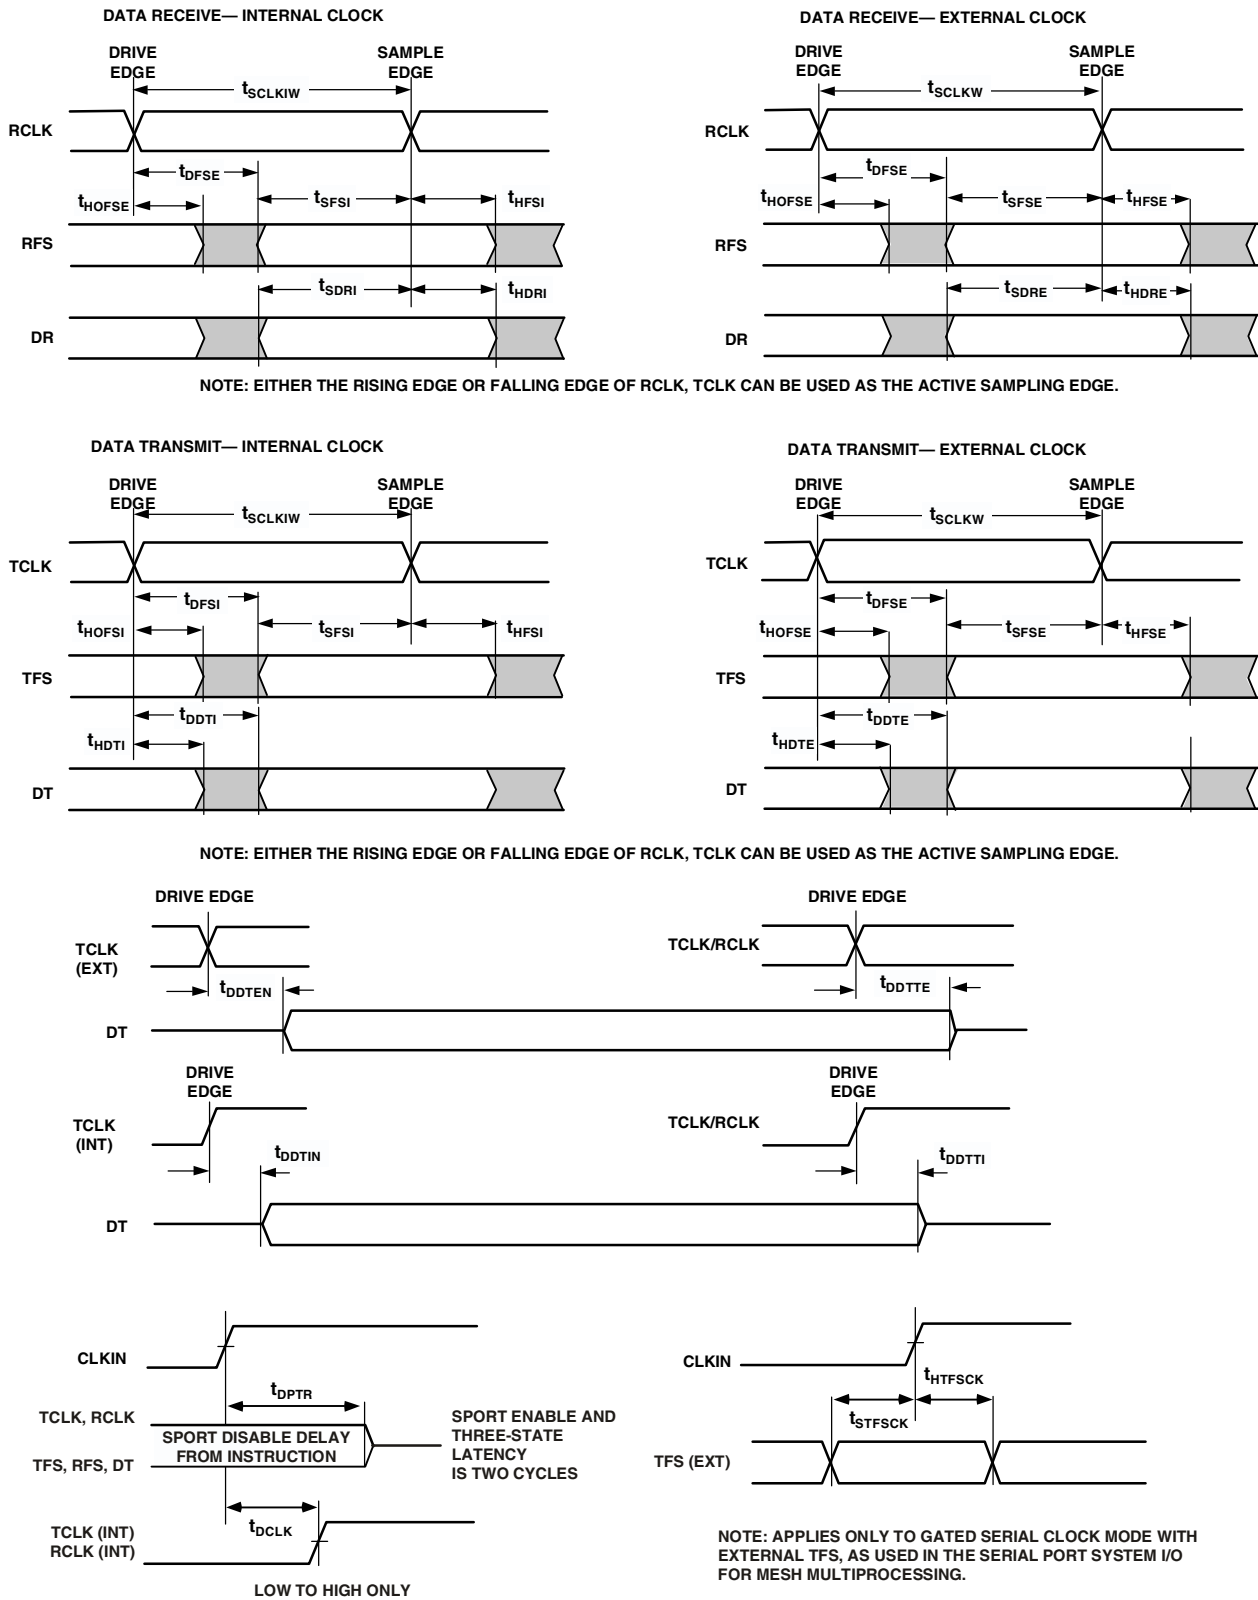 DATA RECEIVE— INTERNAL CLOCK
DRIVE
EDGE
SAMPLE
EDGE
tSCLKIW
RCLK
tDFSE
tHOFSE
tSFSI
tHFSI
RFS
tSDRI
tHDRI
DR
DATA RECEIVE— EXTERNAL CLOCK
DRIVE
EDGE
SAMPLE
EDGE
tSCLKW
RCLK
tDFSE
tHOFSE
tSFSE
tHFSE
RFS
tSDRE
tHDRE
DR
NOTE: EITHER THE RISING EDGE OR FALLING EDGE OF RCLK, TCLK CAN BE USED AS THE ACTIVE SAMPLING EDGE.
DATA TRANSMIT— INTERNAL CLOCK
DRIVE
EDGE
SAMPLE
EDGE
tSCLKIW
TCLK
tDFSI
tHOFSI
tSFSI
tHFSI
TFS
tDDTI
tHDTI
DT
DATA TRANSMIT— EXTERNAL CLOCK
DRIVE
EDGE
SAMPLE
EDGE
tSCLKW
TCLK
tDFSE
tHOFSE
tSFSE
tHFSE
TFS
tDDTE
tHDTE
DT
NOTE: EITHER THE RISING EDGE OR FALLING EDGE OF RCLK, TCLK CAN BE USED AS THE ACTIVE SAMPLING EDGE.
DRIVE EDGE
TCLK
(EXT)
tDDTEN
DT
DRIVE EDGE
TCLK/RCLK
tDDTTE
DRIVE
EDGE
TCLK
(INT)
tDDTIN
DT
DRIVE
EDGE
TCLK/RCLK
tDDTTI
CLKIN
tDPTR
TCLK, RCLK
SPORT DISABLE DELAY
FROM INSTRUCTION
TFS, RFS, DT
SPORT ENABLE AND
THREE-STATE
LATENCY
IS TWO CYCLES
tDCLK
TCLK (INT)
RCLK (INT)
LOW TO HIGH ONLY
CLKIN
tHTFSCK
tSTFSCK
TFS (EXT)
NOTE: APPLIES ONLY TO GATED SERIAL CLOCK MODE WITH
EXTERNAL TFS, AS USED IN THE SERIAL PORT SYSTEM I/O
FOR MESH MULTIPROCESSING.